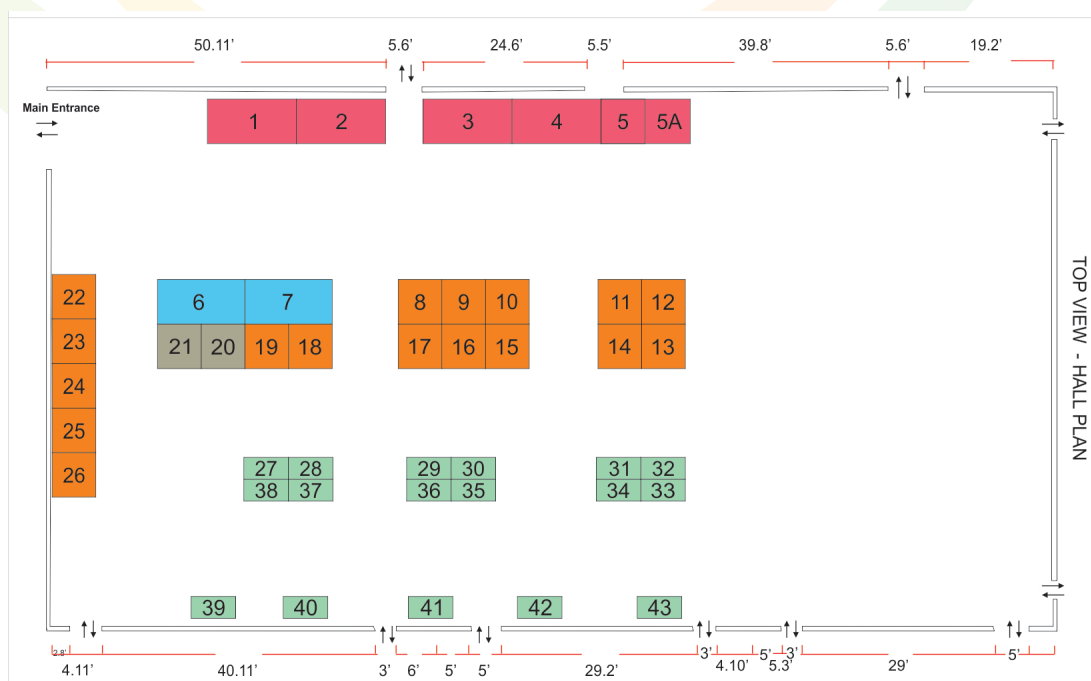 50.11’ 5.6’ 24.6’ 5.5’ 39.8’ 5.6’ 19.2’
Main Entrance
1 2 3 4 5 5A
TOP VIEW - HALL PLAN
22 6 7 8 9 10 11 12
23 21 20 19 18 17 16 15 14 13
24
25
26
27 28 29 30 31 32
38 37 36 35 34 33
39 40 41 42 43
2.8’ 3’ 5’ 3’ 5’
4.11’ 40.11’ 3’ 6’ 5’ 5’ 29.2’ 4.10’ 5.3’ 29’